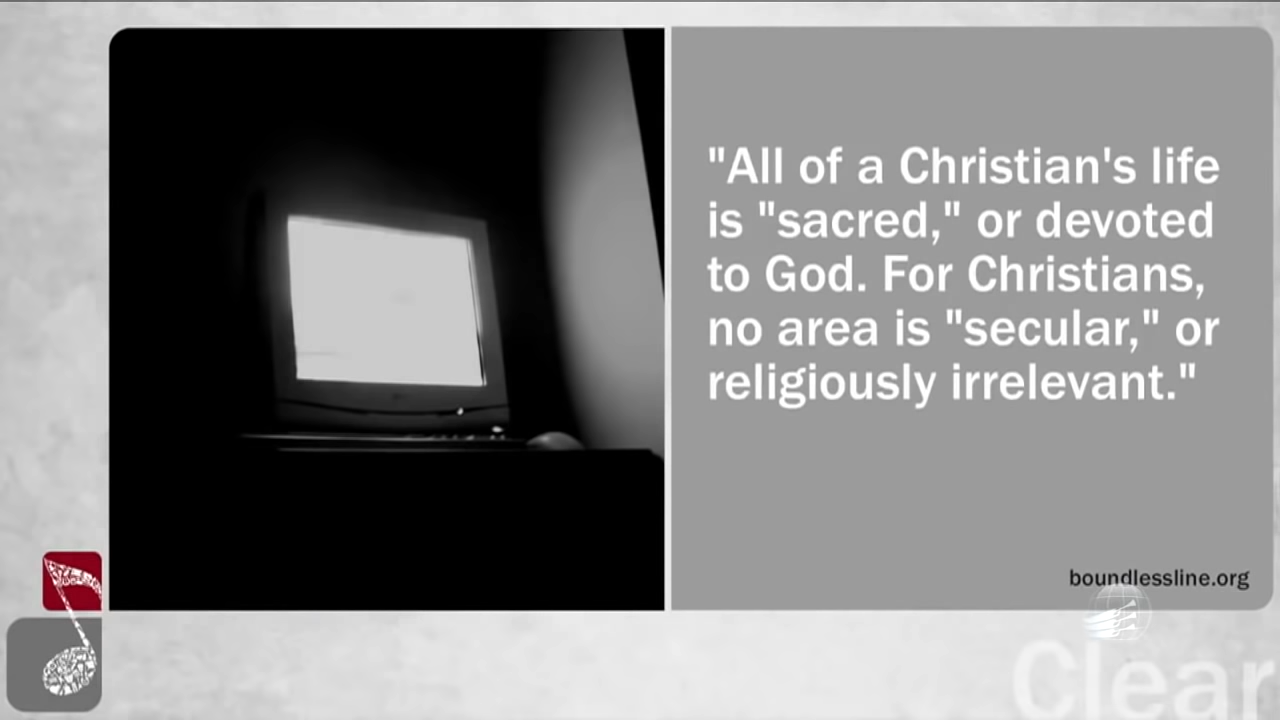 "All of a Christian's life
is "sacred," or devoted
to God. For Christians,
no area is "secular," or
religiously irrelevant."
boundlessline.org
Clear